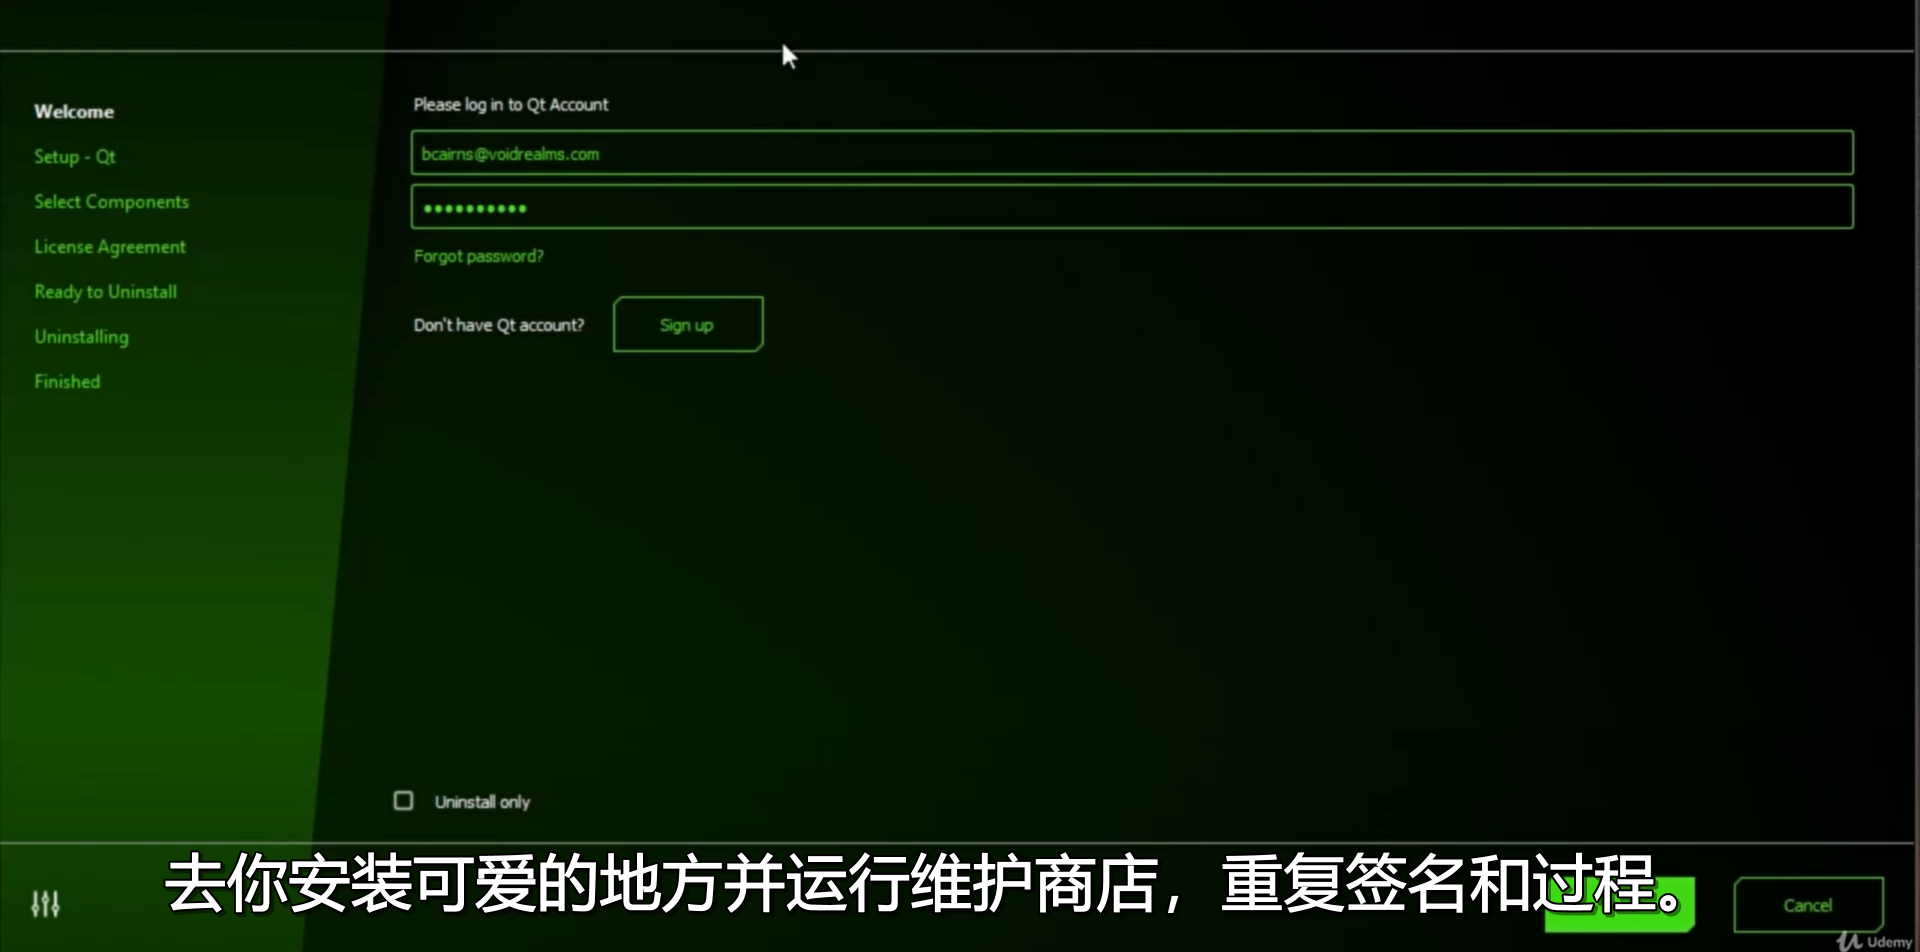 Welcome
Setup - Qt
Select Components
License Agreement
Ready to Uninstall
Uninstalling
Finished
Please log in to Qt Account
bcairns@voidrealms.com
••••••••••
Forgot password?
Don't have Qt account?
Sign up
Uninstall only
去你安装可爱的地方并运行维护商店，重复签名和过程。
Cancel
Udemy